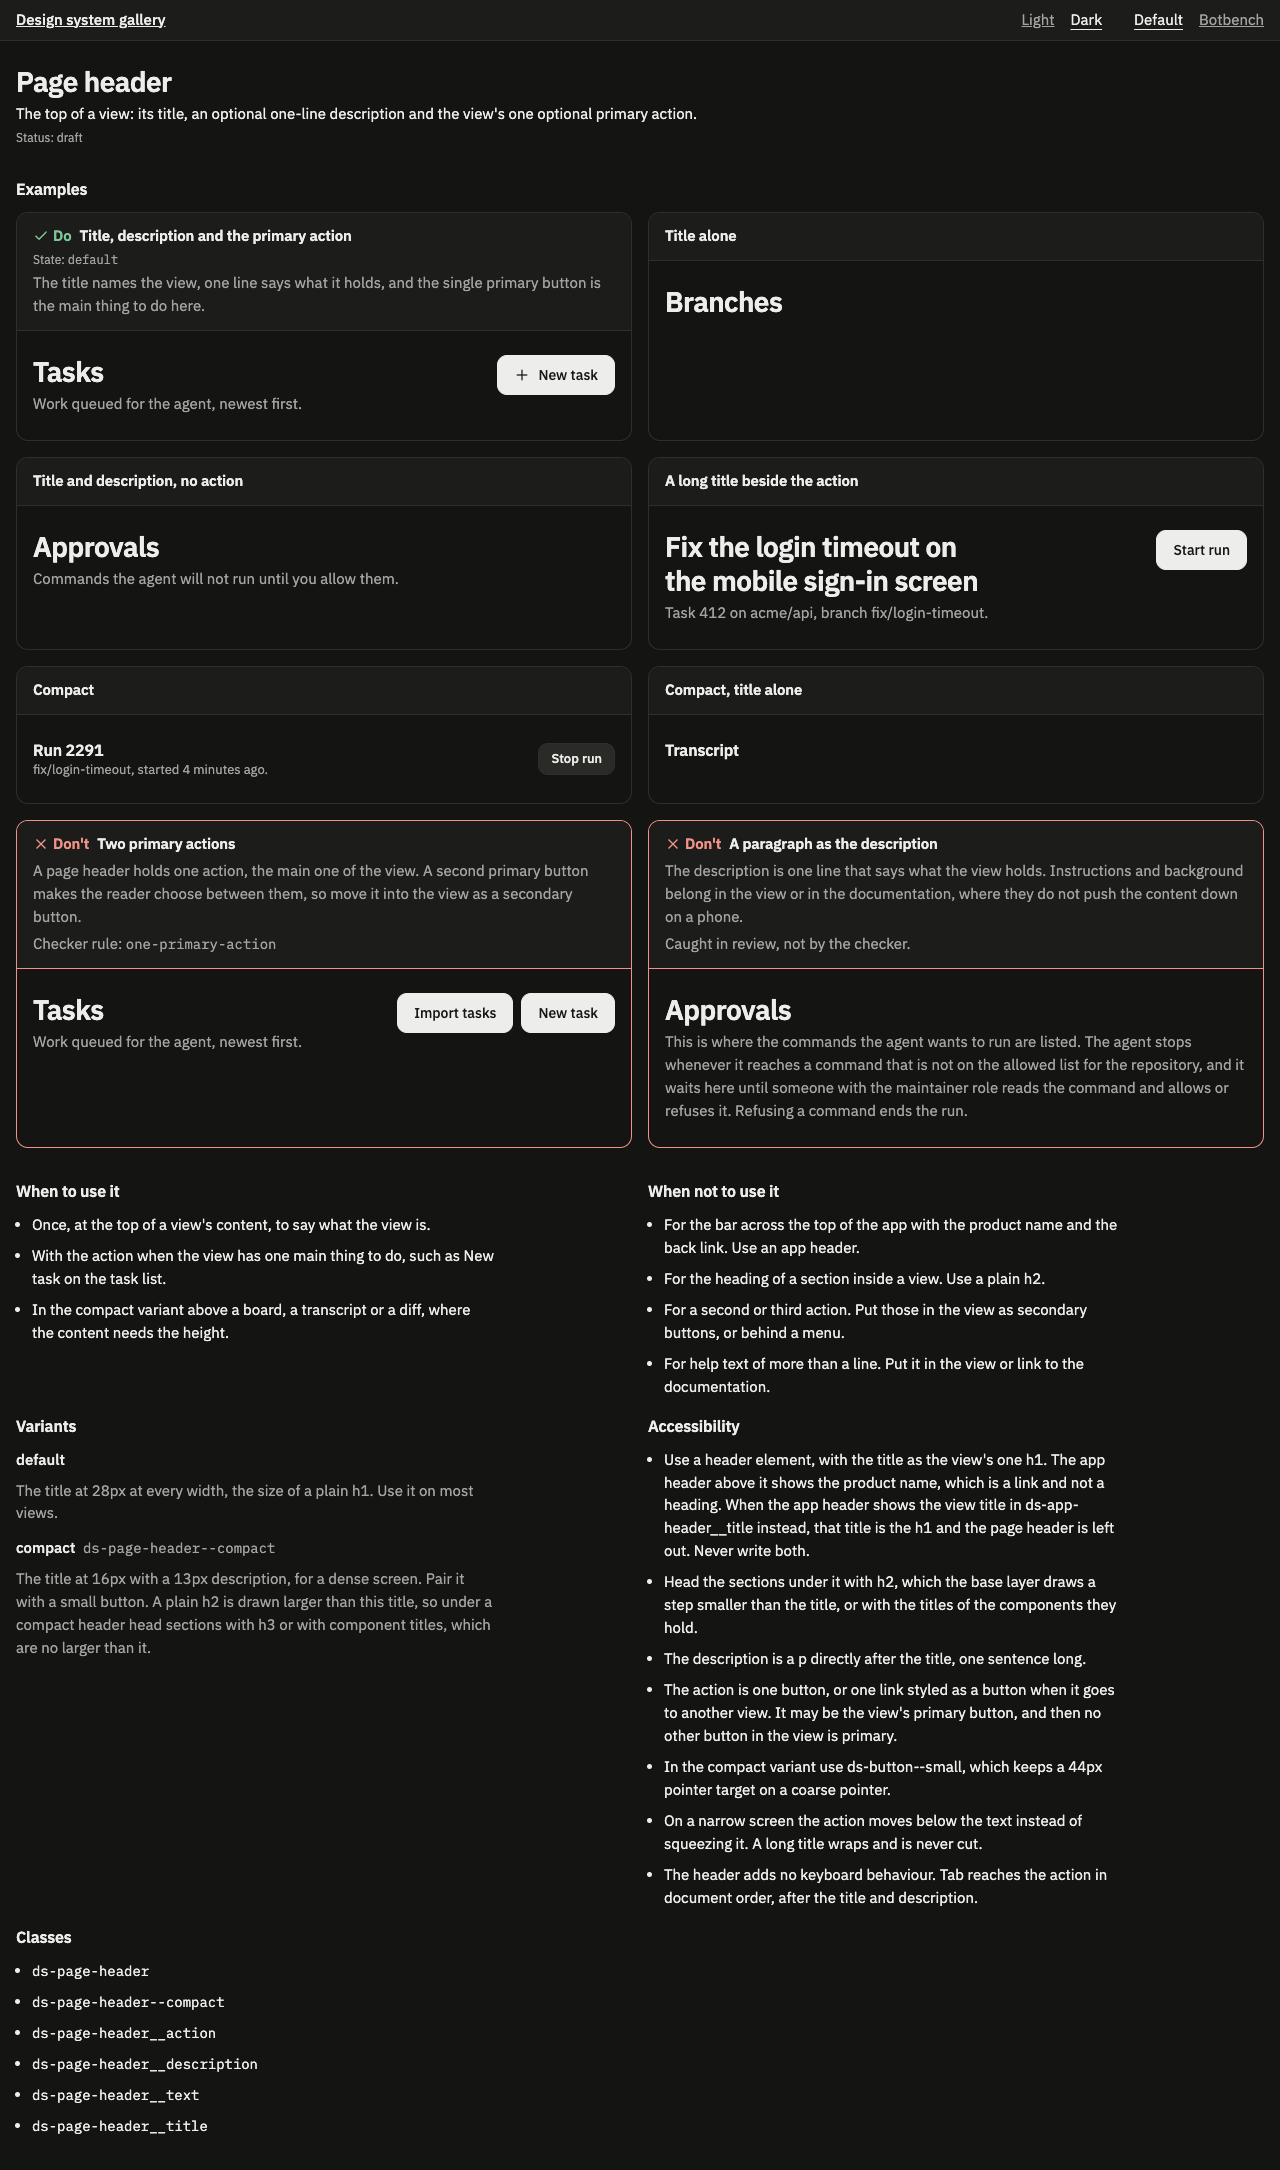 Design system gallery
Light Dark Default Botbench
Page header
The top of a view: its title, an optional one-line description and the view's one optional primary action.
Status: draft
Examples
Do Title, description and the primary action
State: default
The title names the view, one line says what it holds, and the single primary button is
the main thing to do here.
Tasks
Work queued for the agent, newest first.
New task
Title alone
Branches
Title and description, no action
Approvals
Commands the agent will not run until you allow them.
A long title beside the action
Fix the login timeout on
the mobile sign-in screen
Task 412 on acme/api, branch fix/login-timeout.
Start run
Compact
Run 2291
fix/login-timeout, started 4 minutes ago.
Stop run
Compact, title alone
Transcript
Don't Two primary actions
A page header holds one action, the main one of the view. A second primary button
makes the reader choose between them, so move it into the view as a secondary
button.
Checker rule: one-primary-action
Tasks
Work queued for the agent, newest first.
Import tasks
New task
Don't A paragraph as the description
The description is one line that says what the view holds. Instructions and background
belong in the view or in the documentation, where they do not push the content down
on a phone.
Caught in review, not by the checker.
Approvals
This is where the commands the agent wants to run are listed. The agent stops
whenever it reaches a command that is not on the allowed list for the repository, and it
waits here until someone with the maintainer role reads the command and allows or
refuses it. Refusing a command ends the run.
When to use it
Once, at the top of a view's content, to say what the view is.
With the action when the view has one main thing to do, such as New
task on the task list.
In the compact variant above a board, a transcript or a diff, where
the content needs the height.
When not to use it
For the bar across the top of the app with the product name and the
back link. Use an app header.
For the heading of a section inside a view. Use a plain h2.
For a second or third action. Put those in the view as secondary
buttons, or behind a menu.
For help text of more than a line. Put it in the view or link to the
documentation.
Variants
default
The title at 28px at every width, the size of a plain h1. Use it on most
views.
compact ds-page-header--compact
The title at 16px with a 13px description, for a dense screen. Pair it
with a small button. A plain h2 is drawn larger than this title, so under a
compact header head sections with h3 or with component titles, which
are no larger than it.
Accessibility
Use a header element, with the title as the view's one h1. The app
header above it shows the product name, which is a link and not a
heading. When the app header shows the view title in ds-app-
header__title instead, that title is the h1 and the page header is left
out. Never write both.
Head the sections under it with h2, which the base layer draws a
step smaller than the title, or with the titles of the components they
hold.
The description is a p directly after the title, one sentence long.
The action is one button, or one link styled as a button when it goes
to another view. It may be the view's primary button, and then no
other button in the view is primary.
In the compact variant use ds-button--small, which keeps a 44px
pointer target on a coarse pointer.
On a narrow screen the action moves below the text instead of
squeezing it. A long title wraps and is never cut.
The header adds no keyboard behaviour. Tab reaches the action in
document order, after the title and description.
Classes
ds-page-header
ds-page-header--compact
ds-page-header__action
ds-page-header__description
ds-page-header__text
ds-page-header__title